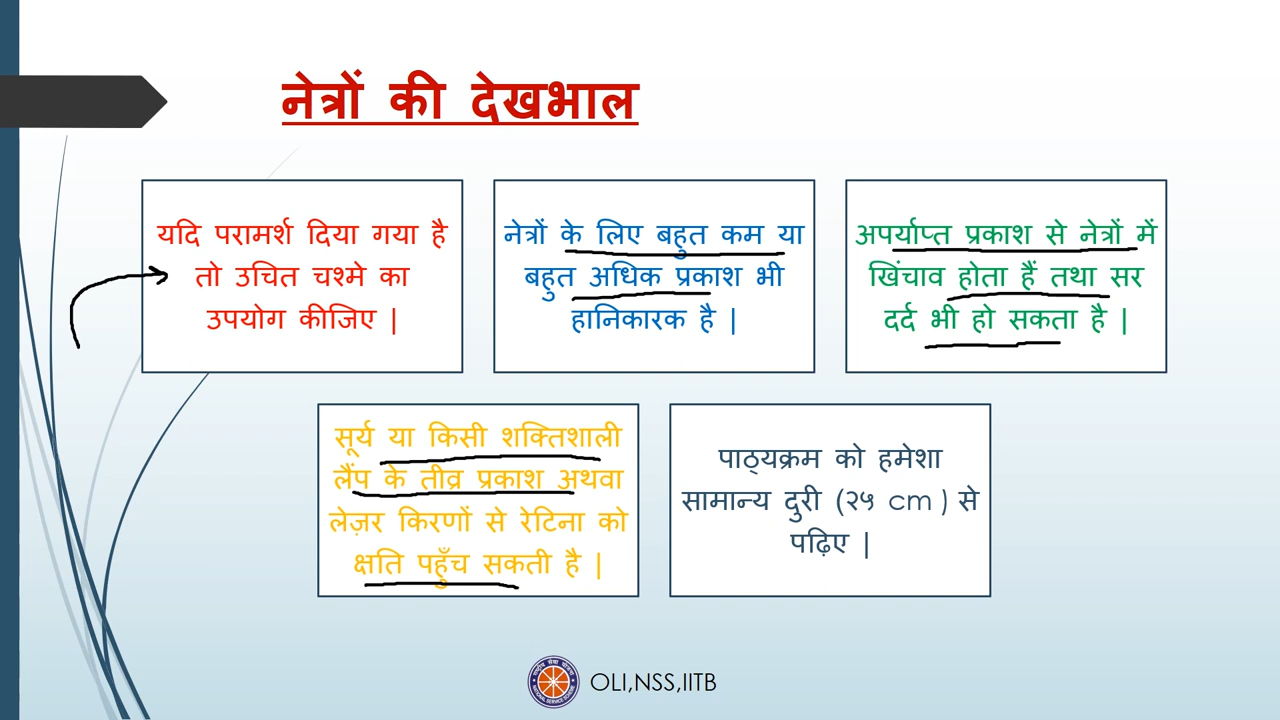 नेत्रों की देखभाल
यदि परामर्श दिया गया है
तो उचित चश्मे का
उपयोग कीजिए |
नेत्रों के लिए बहुत कम या
बहुत अधिक प्रकाश भी
हानिकारक है |
अपर्याप्त प्रकाश से नेत्रों में
खिंचाव होता हैं तथा सर
दर्द भी हो सकता है |
सूर्य या किसी शक्तिशाली
लैंप के तीव्र प्रकाश अथवा
लेज़र किरणों से रेटिना को
क्षति पहुँच सकती है |
पाठ्यक्रम को हमेशा
सामान्य दुरी (२५ cm ) से
पढ़िए |
OLI,NSS,IITB